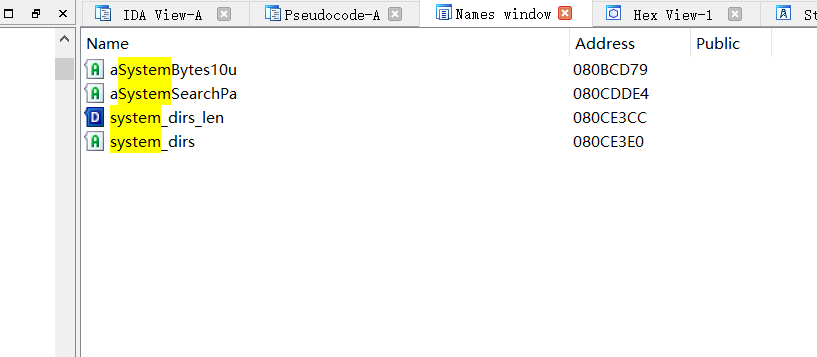 IDA View-A Pseudocode-A Names window Hex View-1 St
Name Address Public
A aSystemBytes10u 080BCD79
A aSystemSearchPa 080CDDE4
D system_dirs_len 080CE3CC
A system_dirs 080CE3E0